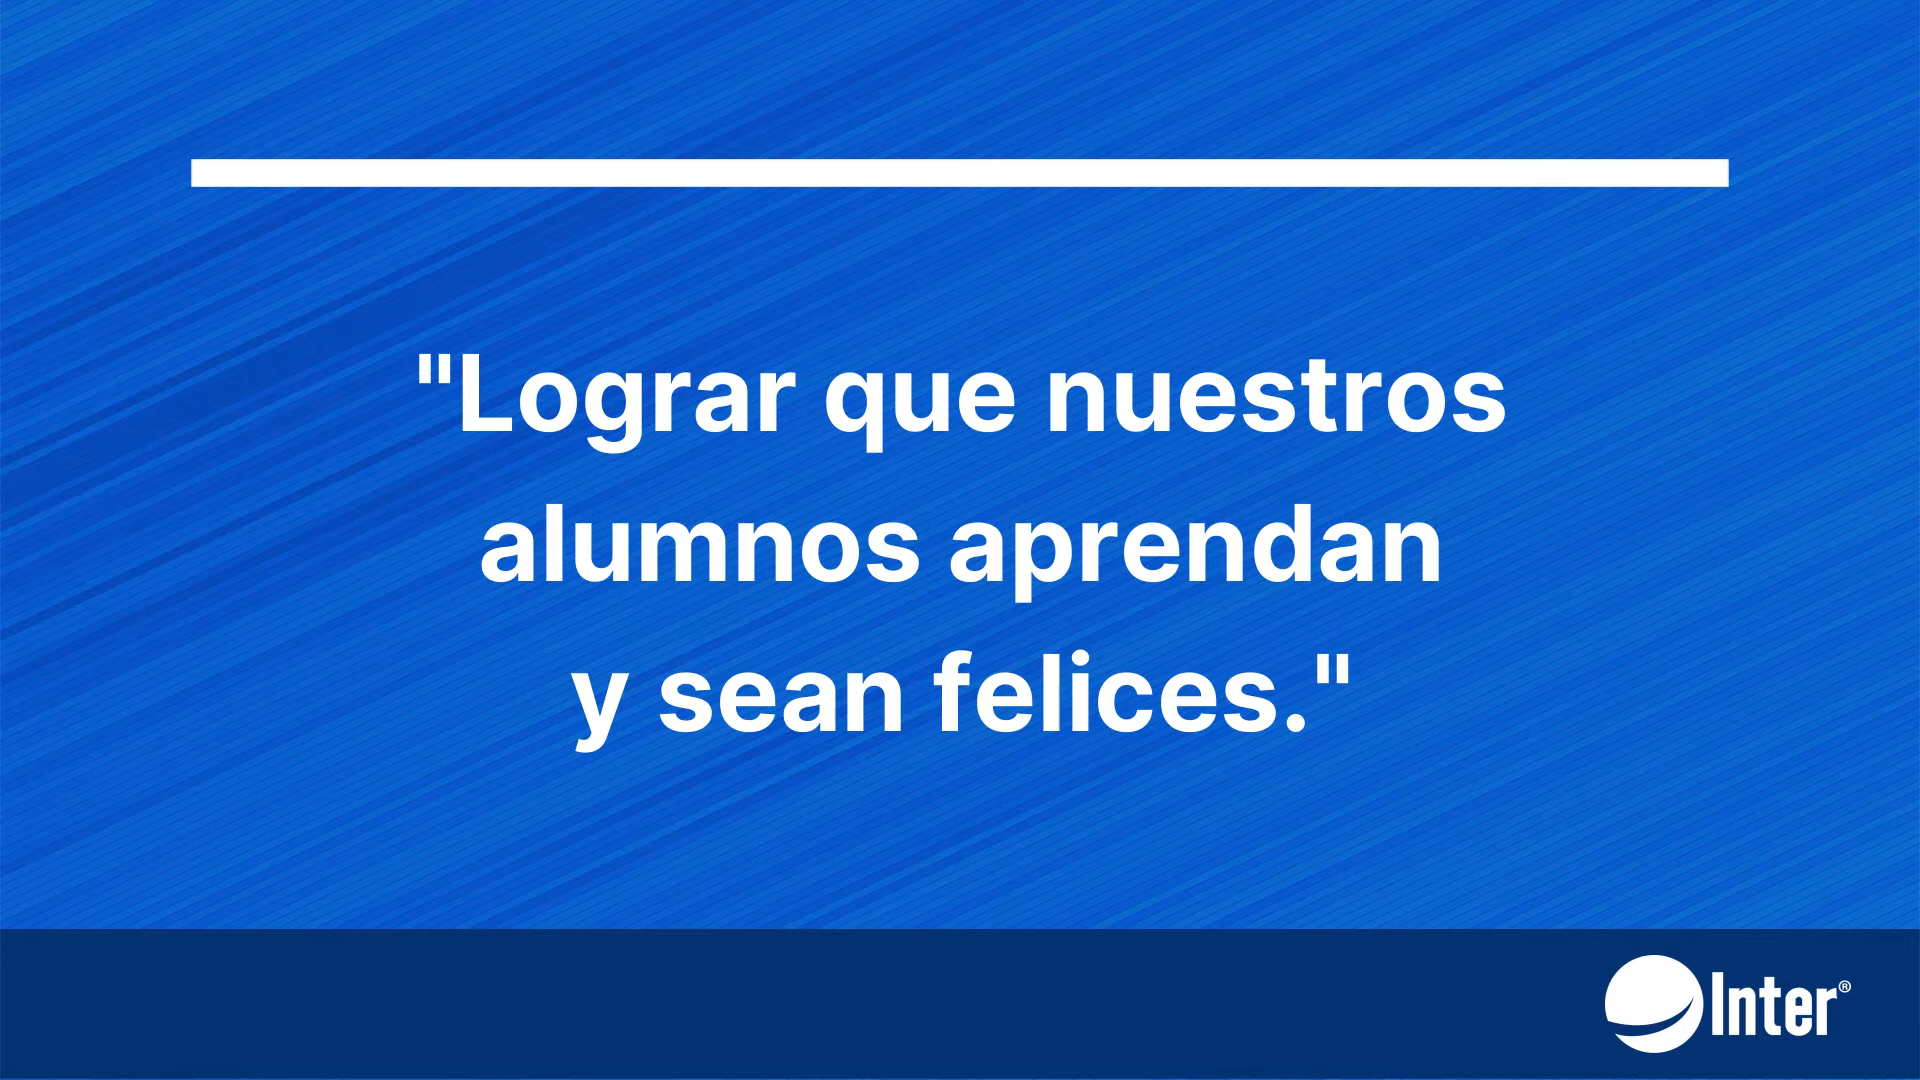 "Lograr que nuestros
alumnos aprendan
y sean felices."
Inter®